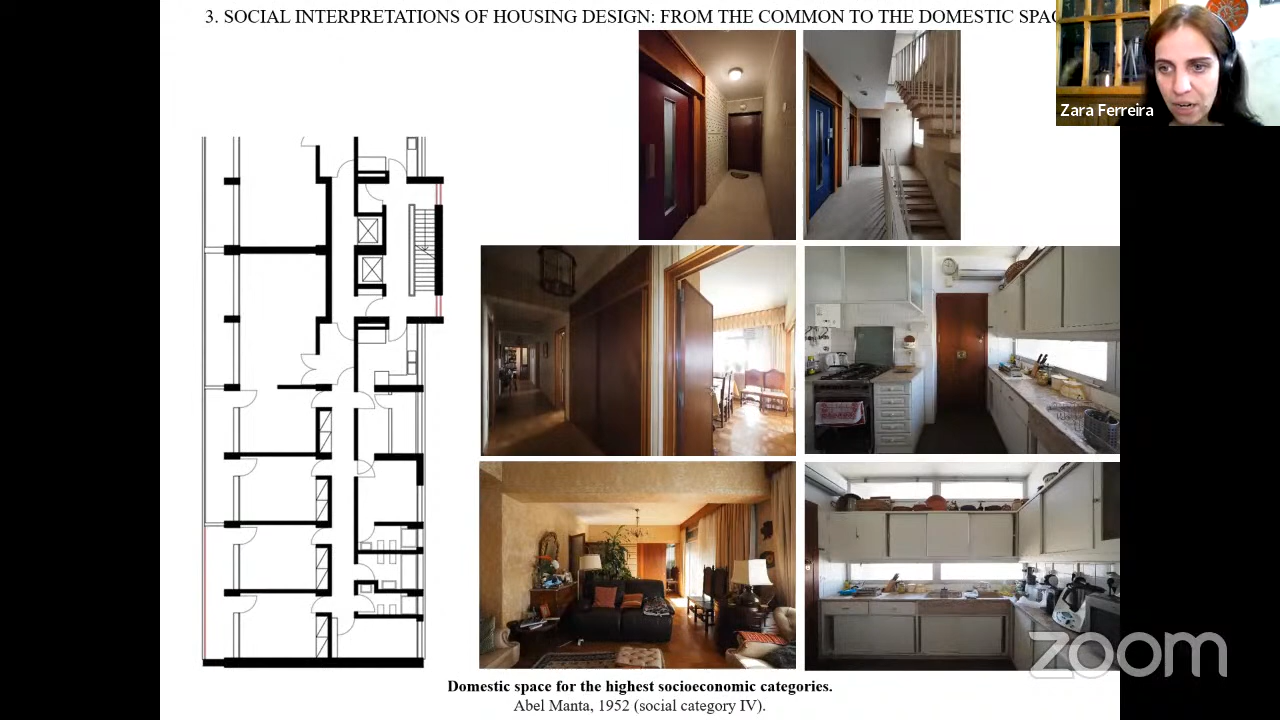 3. SOCIAL INTERPRETATIONS OF HOUSING DESIGN: FROM THE COMMON TO THE DOMESTIC
Zara Ferreira
zoom
Domestic space for the highest socioeconomic categories.
Abel Manta, 1952 (social category IV).